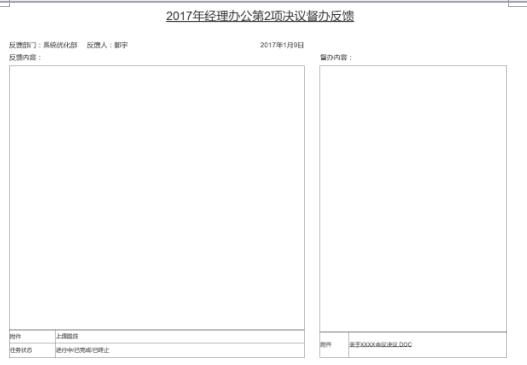 2017年经理办公第2项决议督办反馈
反馈部门：系统优化部 反馈人：郭宇 2017年1月9日
反馈内容：
督办内容：
附件 上传路径
任务状态 进行中/已完成/已终止
附件 关于XXXX会议决议.DOC